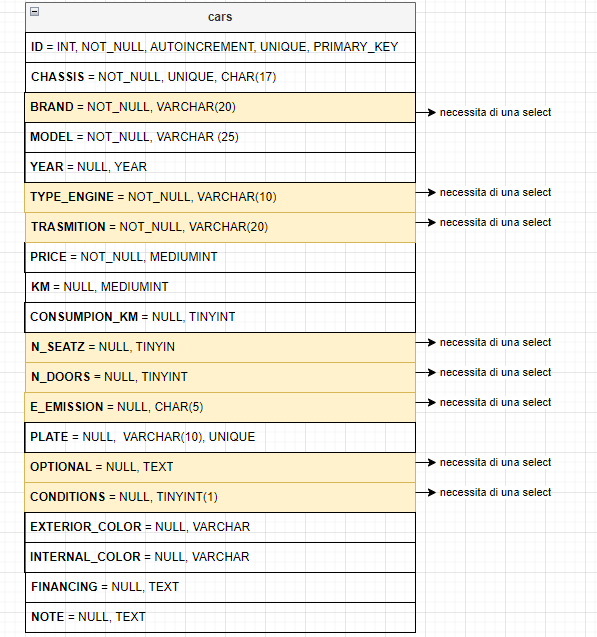 cars
ID = INT, NOT_NULL, AUTOINCREMENT, UNIQUE, PRIMARY_KEY
CHASSIS = NOT_NULL, UNIQUE, CHAR(17)
BRAND = NOT_NULL, VARCHAR(20) necessita di una select
MODEL = NOT_NULL, VARCHAR (25)
YEAR = NULL, YEAR
TYPE_ENGINE = NOT_NULL, VARCHAR(10) necessita di una select
TRASMITION = NOT_NULL, VARCHAR(20) necessita di una select
PRICE = NOT_NULL, MEDIUMINT
KM = NULL, MEDIUMINT
CONSUMPION_KM = NULL, TINYINT
N_SEATZ = NULL, TINYIN necessita di una select
N_DOORS = NULL, TINYINT necessita di una select
E_EMISSION = NULL, CHAR(5) necessita di una select
PLATE = NULL, VARCHAR(10), UNIQUE
OPTIONAL = NULL, TEXT necessita di una select
CONDITIONS = NULL, TINYINT(1) necessita di una select
EXTERIOR_COLOR = NULL, VARCHAR
INTERNAL_COLOR = NULL, VARCHAR
FINANCING = NULL, TEXT
NOTE = NULL, TEXT